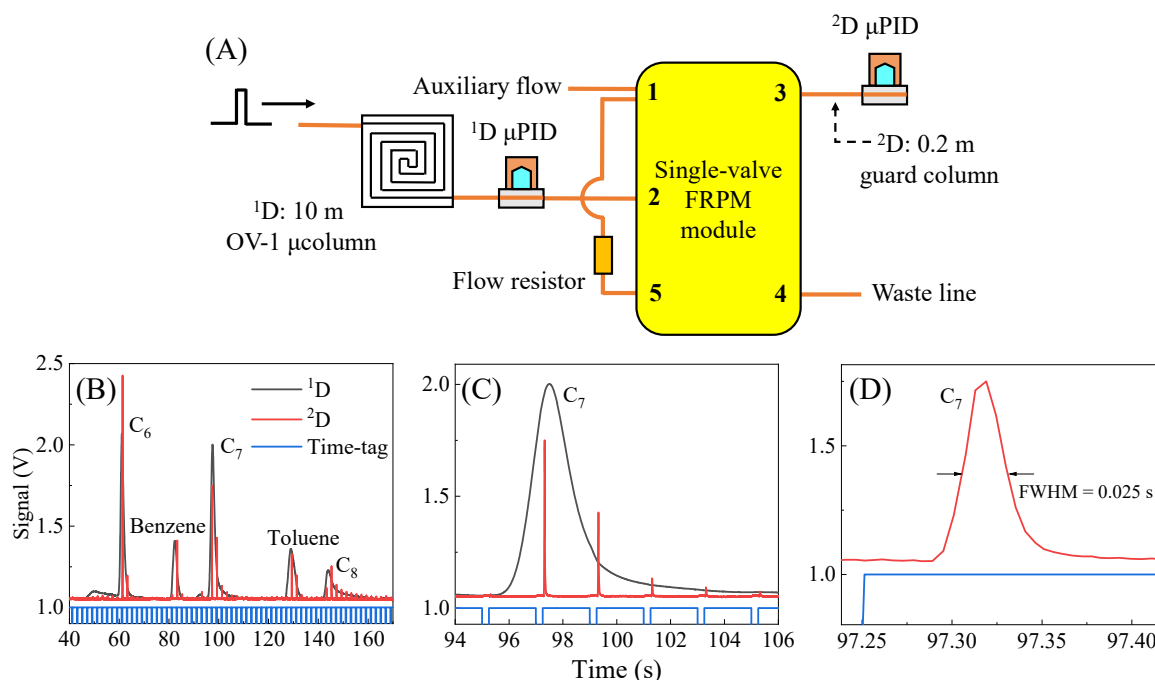 (A)
²D μPID
Auxiliary flow
1
3
¹D μPID
²D: 0.2 m
guard column
Single-valve
FRPM
module
2
¹D: 10 m
OV-1 μcolumn
Flow resistor
5
4
Waste line
(B)
2.5
2.0
1.5
1.0
Signal (V)
¹D
²D
Time-tag
C₆
C₇
Benzene
Toluene
C₈
40 60 80 100 120 140 160
(C)
C₇
2.0
1.5
1.0
94 96 98 100 102 104 106
Time (s)
(D)
C₇
1.5
1.0
FWHM = 0.025 s
97.25 97.30 97.35 97.40